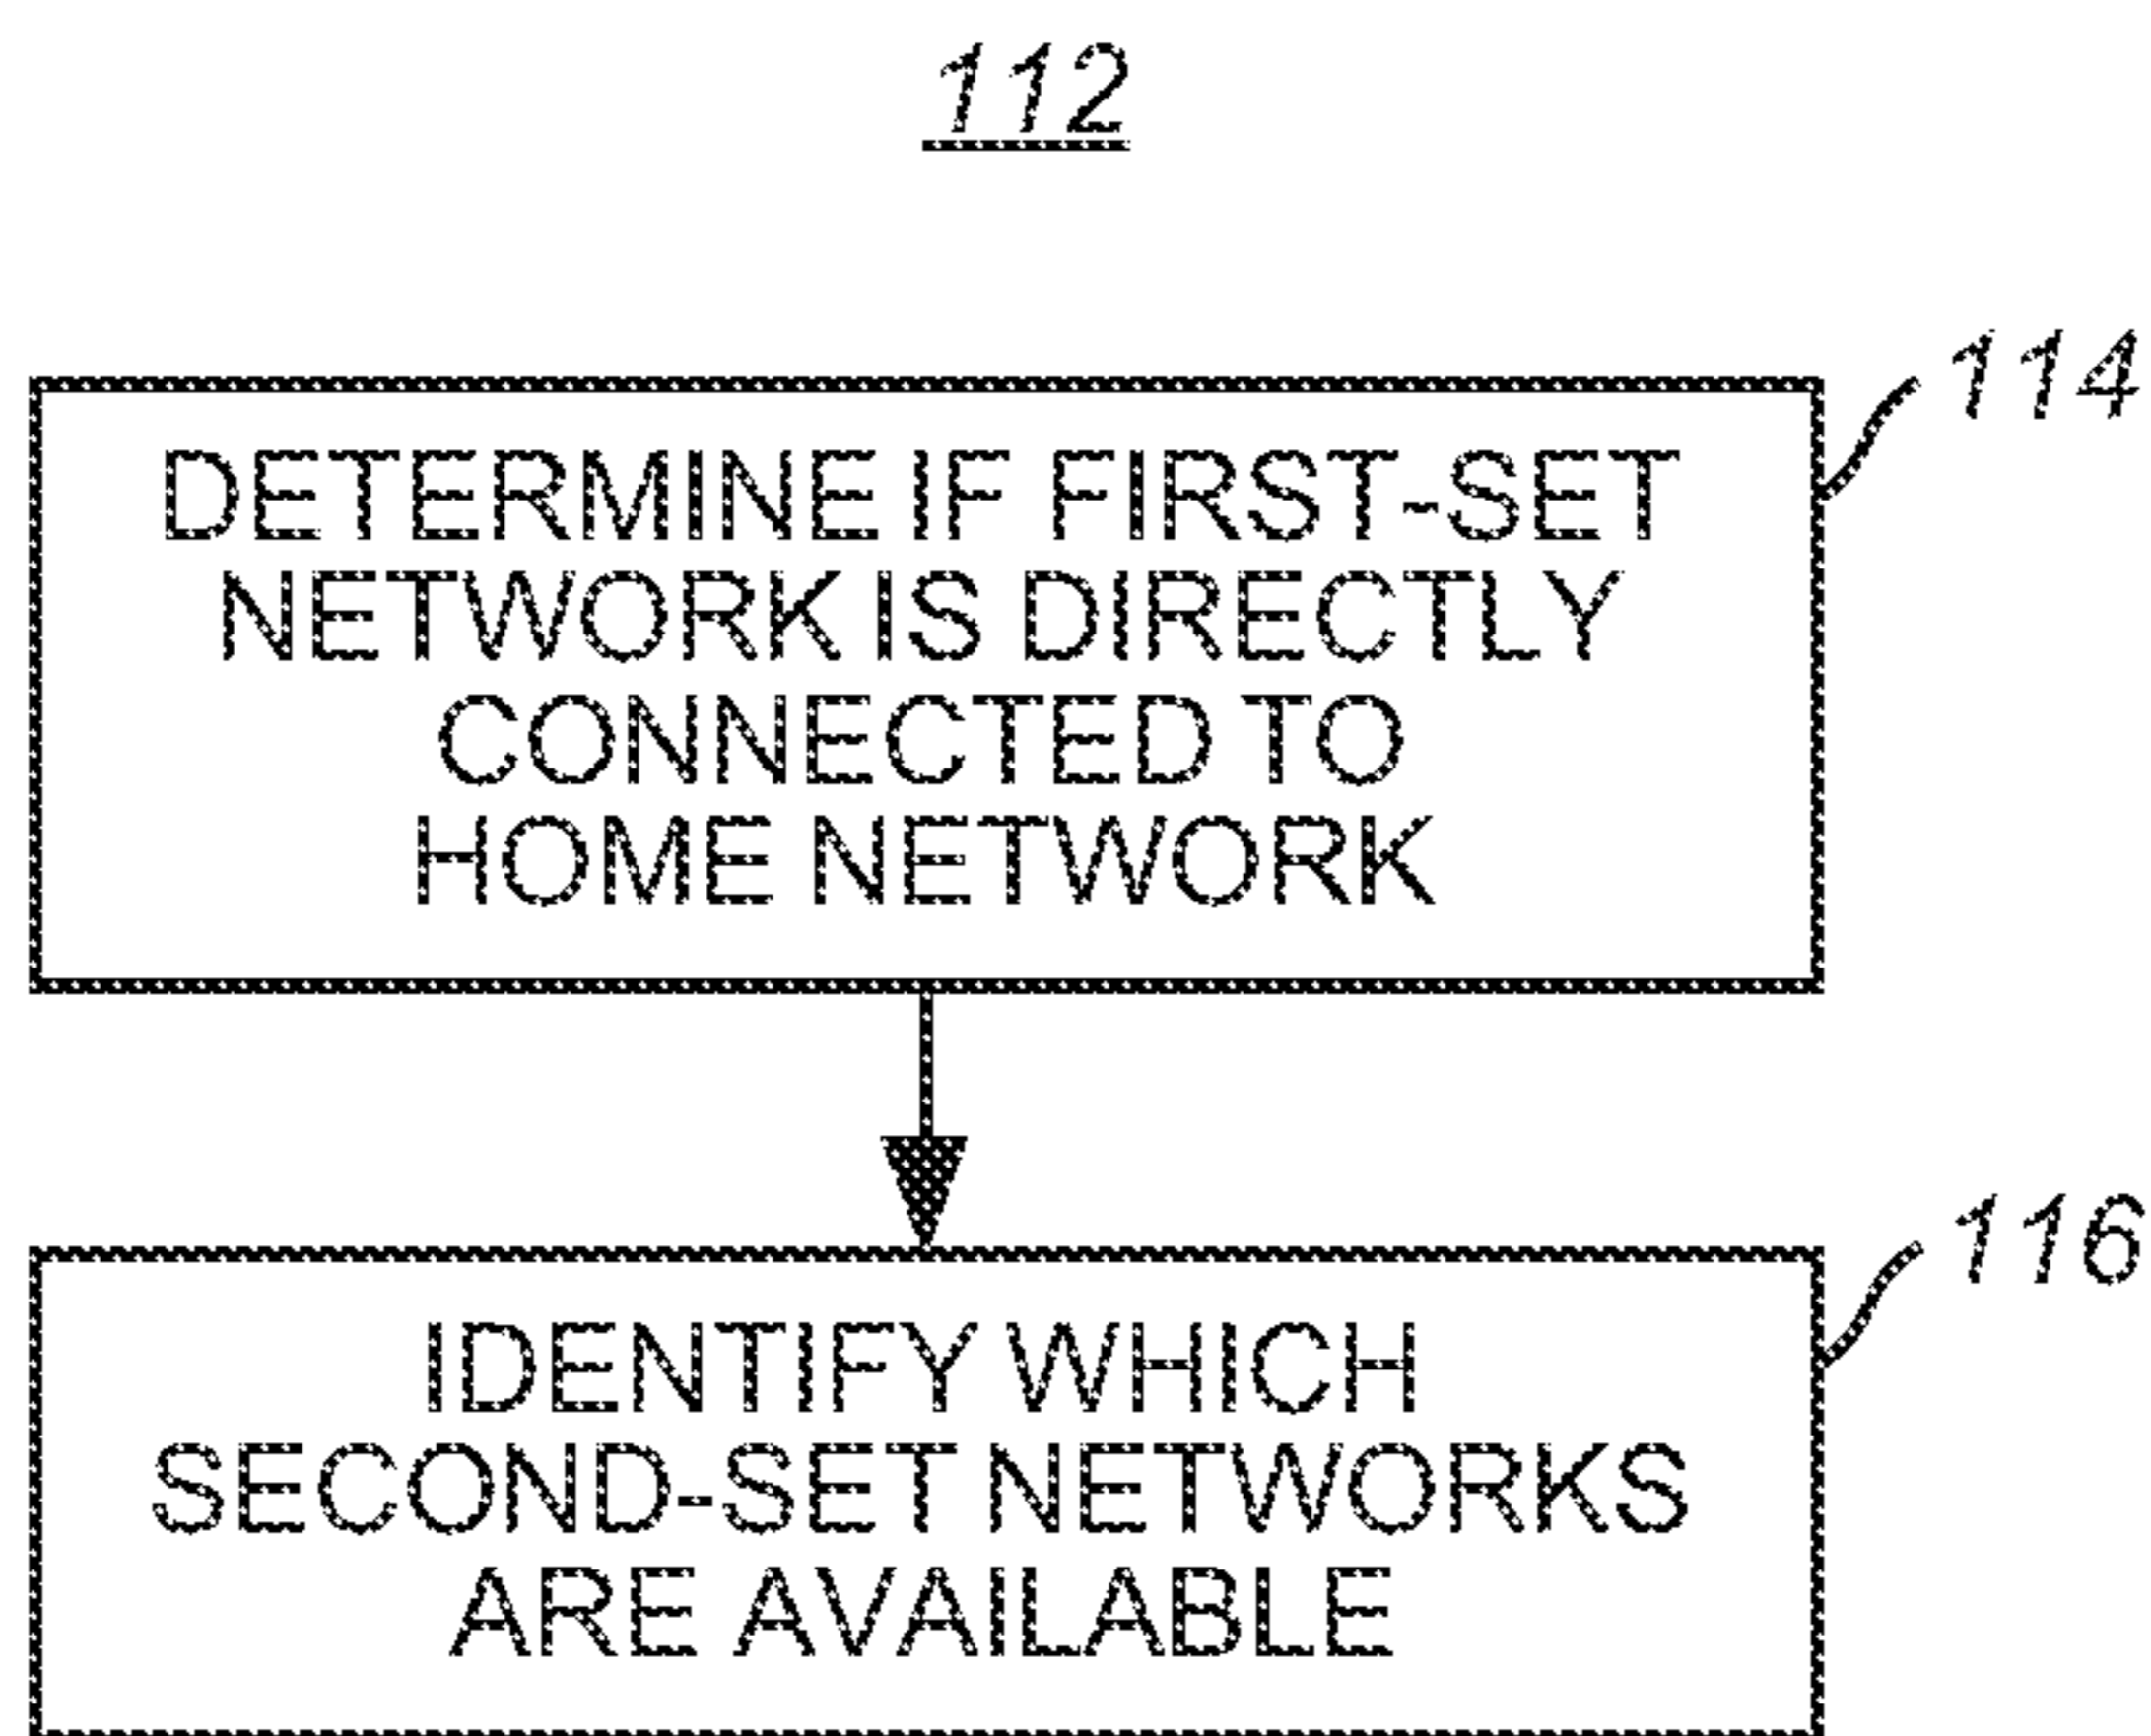 112
114
DETERMINE IF FIRST-SET
NETWORK IS DIRECTLY
CONNECTED TO
HOME NETWORK
116
IDENTIFY WHICH
SECOND-SET NETWORKS
ARE AVAILABLE